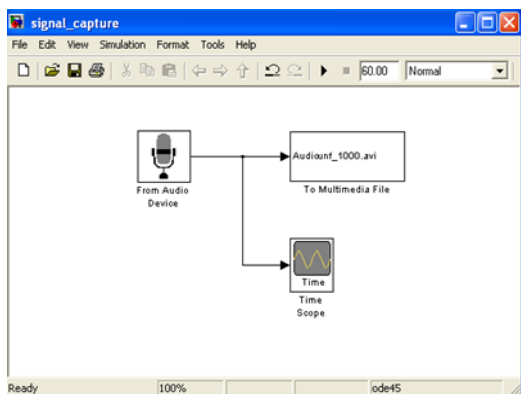 signal_capture
File Edit View Simulation Format Tools Help
60.00 Normal
Audiounf_1000.avi
From Audio
Device
To Multimedia File
Time
Time
Scope
Ready 100% ode45